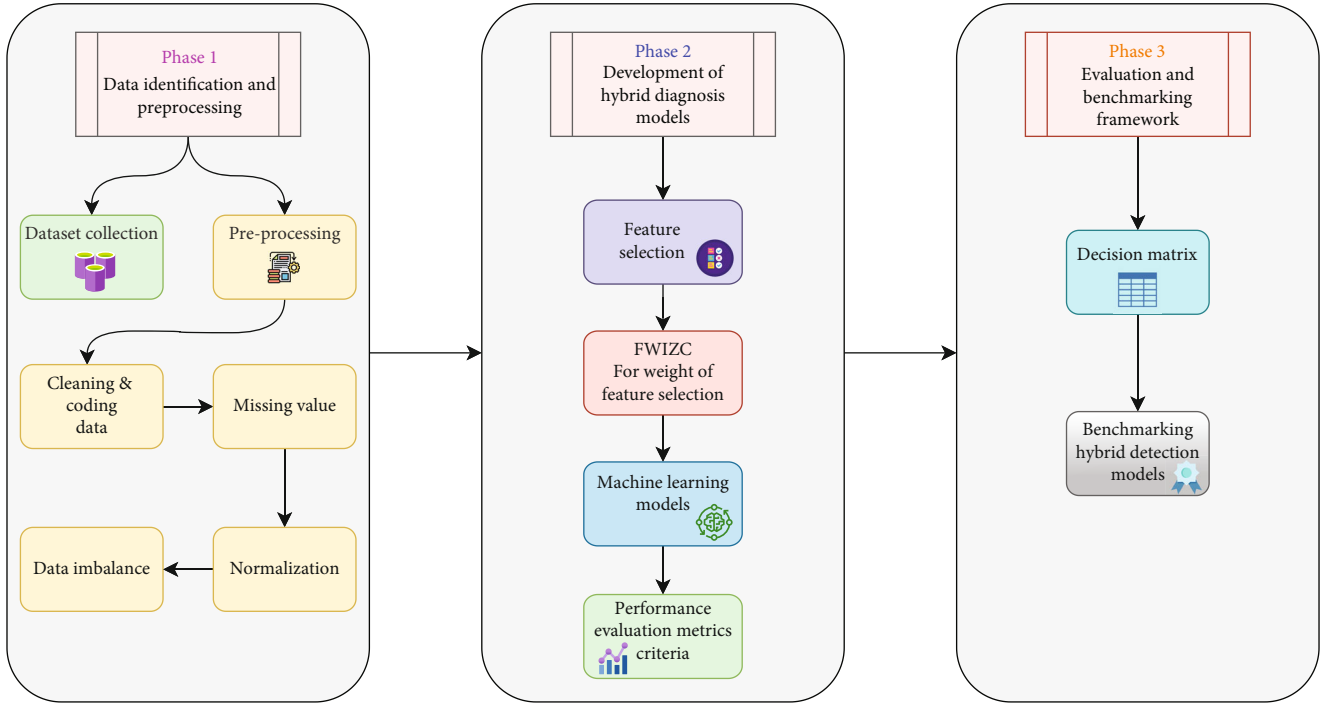 Phase 1
Data identification and
preprocessing
Dataset collection
Pre-processing
Cleaning &
coding
data
Missing value
Data imbalance
Normalization
Phase 2
Development of
hybrid diagnosis
models
Feature
selection
FWIZC
For weight of
feature selection
Machine learning
models
Performance
evaluation metrics
criteria
Phase 3
Evaluation and
benchmarking
framework
Decision matrix
Benchmarking
hybrid detection
models